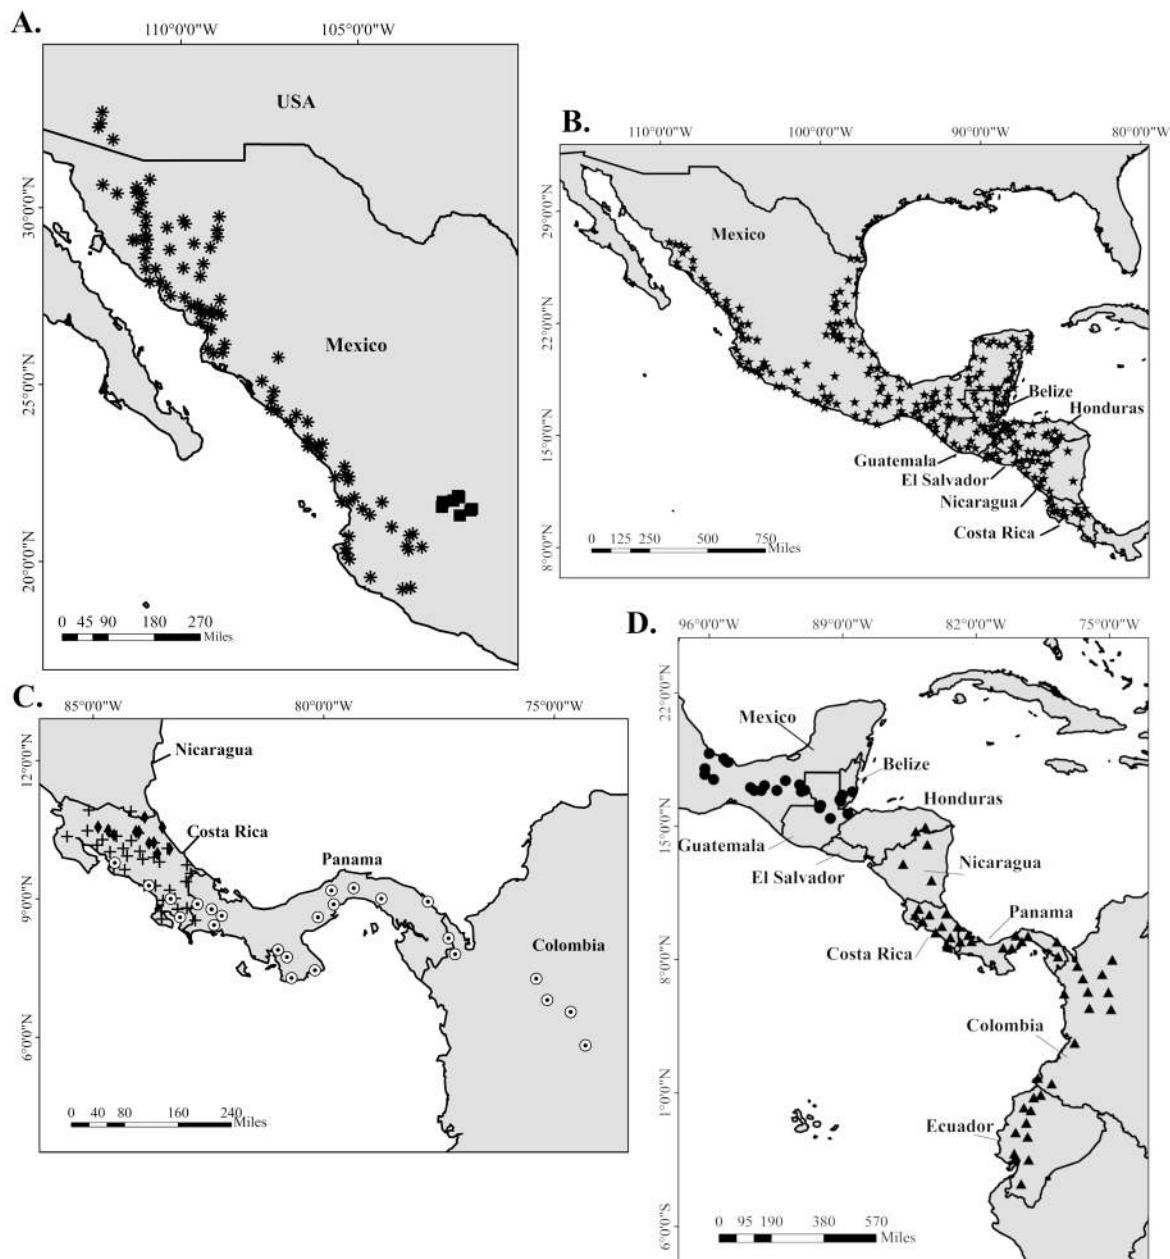 A.
110°0'0"W 105°0'0"W
USA
30°0'0"N
Mexico
25°0'0"N
20°0'0"N
0 45 90 180 270
Miles
B.
110°0'0"W 100°0'0"W 90°0'0"W 80°0'0"W
29°0'0"N
Mexico
22°0'0"N
Belize
Honduras
15°0'0"N
Guatemala
El Salvador
Nicaragua
Costa Rica
8°0'0"N
0 125 250 500 750
Miles
C.
85°0'0"W 80°0'0"W 75°0'0"W
Nicaragua
12°0'0"N
Costa Rica
Panama
9°0'0"N
Colombia
6°0'0"N
0 40 80 160 240
Miles
D.
96°0'0"W 89°0'0"W 82°0'0"W 75°0'0"W
22°0'0"N
Mexico
Belize
Honduras
15°0'0"N
Guatemala
El Salvador
Nicaragua
Panama
Costa Rica
8°0'0"N
Colombia
1°0'0"N
Ecuador
6°0'0"S
0 95 190 380 570
Miles